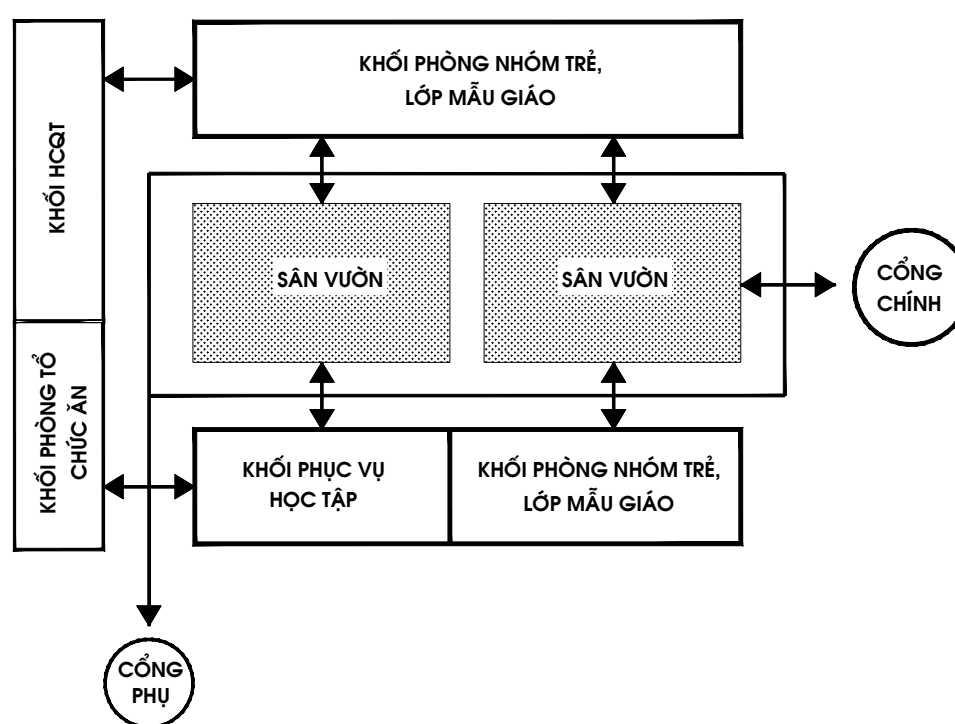 KHỐI PHÒNG NHÓM TRẺ,
LỚP MẪU GIÁO
KHỐI HCQT
SÂN VƯỜN
SÂN VƯỜN
CỔNG
CHÍNH
KHỐI PHÒNG TỔ
CHỨC ĂN
KHỐI PHỤC VỤ
HỌC TẬP
KHỐI PHÒNG NHÓM TRẺ,
LỚP MẪU GIÁO
CỔNG
PHỤ